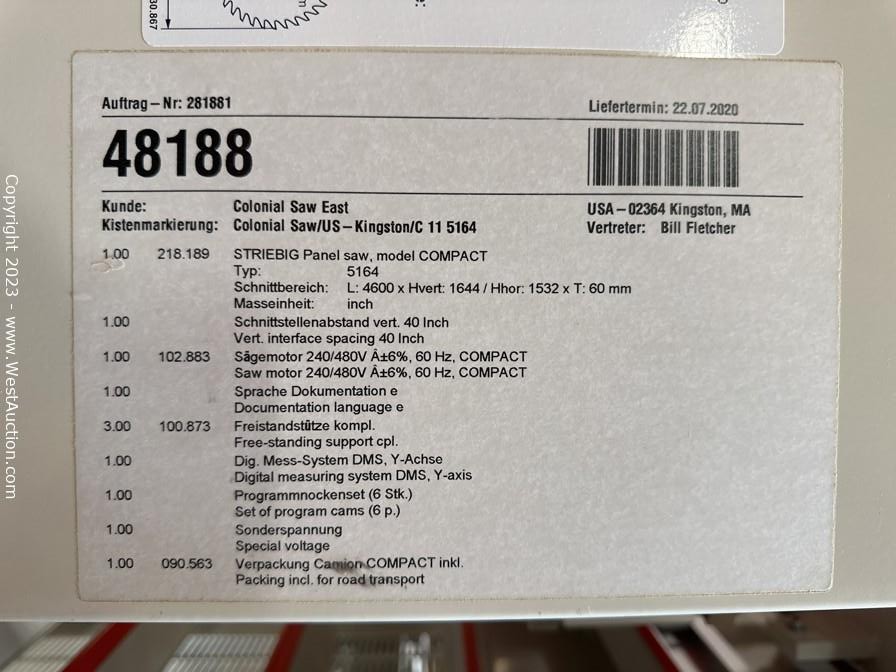 30.867
Auftrag – Nr: 281881
Liefertermin: 22.07.2020
48188
Kunde: Colonial Saw East USA – 02364 Kingston, MA
Kistenmarkierung: Colonial Saw/US – Kingston/C 11 5164 Vertreter: Bill Fletcher
1.00 218.189 STRIEBIG Panel saw, model COMPACT
Typ: 5164
Schnittbereich: L: 4600 x Hvert: 1644 / Hhor: 1532 x T: 60 mm
Masseinheit: inch
1.00 Schnittstellenabstand vert. 40 Inch
Vert. interface spacing 40 Inch
1.00 102.883 Sägemotor 240/480V Â±6%, 60 Hz, COMPACT
Saw motor 240/480V Â±6%, 60 Hz, COMPACT
1.00 Sprache Dokumentation e
Documentation language e
3.00 100.873 Freistandstütze kompl.
Free-standing support cpl.
1.00 Dig. Mess-System DMS, Y-Achse
Digital measuring system DMS, Y-axis
1.00 Programmnockenset (6 Stk.)
Set of program cams (6 p.)
1.00 Sonderspannung
Special voltage
1.00 090.563 Verpackung Camion COMPACT inkl.
Packing incl. for road transport
Copyright 2023 - www.WestAuction.com